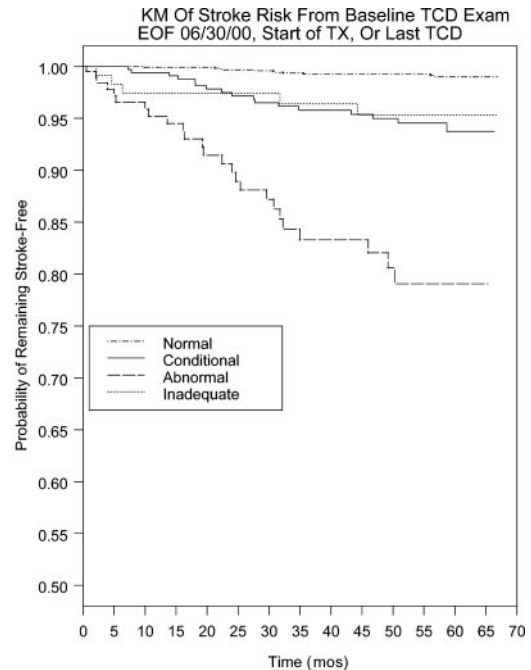 KM Of Stroke Risk From Baseline TCD Exam
EOF 06/30/00, Start of TX, Or Last TCD
Probability of Remaining Stroke-Free
1.00
0.95
0.90
0.85
0.80
0.75
0.70
0.65
0.60
0.55
0.50
Normal
Conditional
Abnormal
Inadequate
0 5 10 15 20 25 30 35 40 45 50 55 60 65 70
Time (mos)